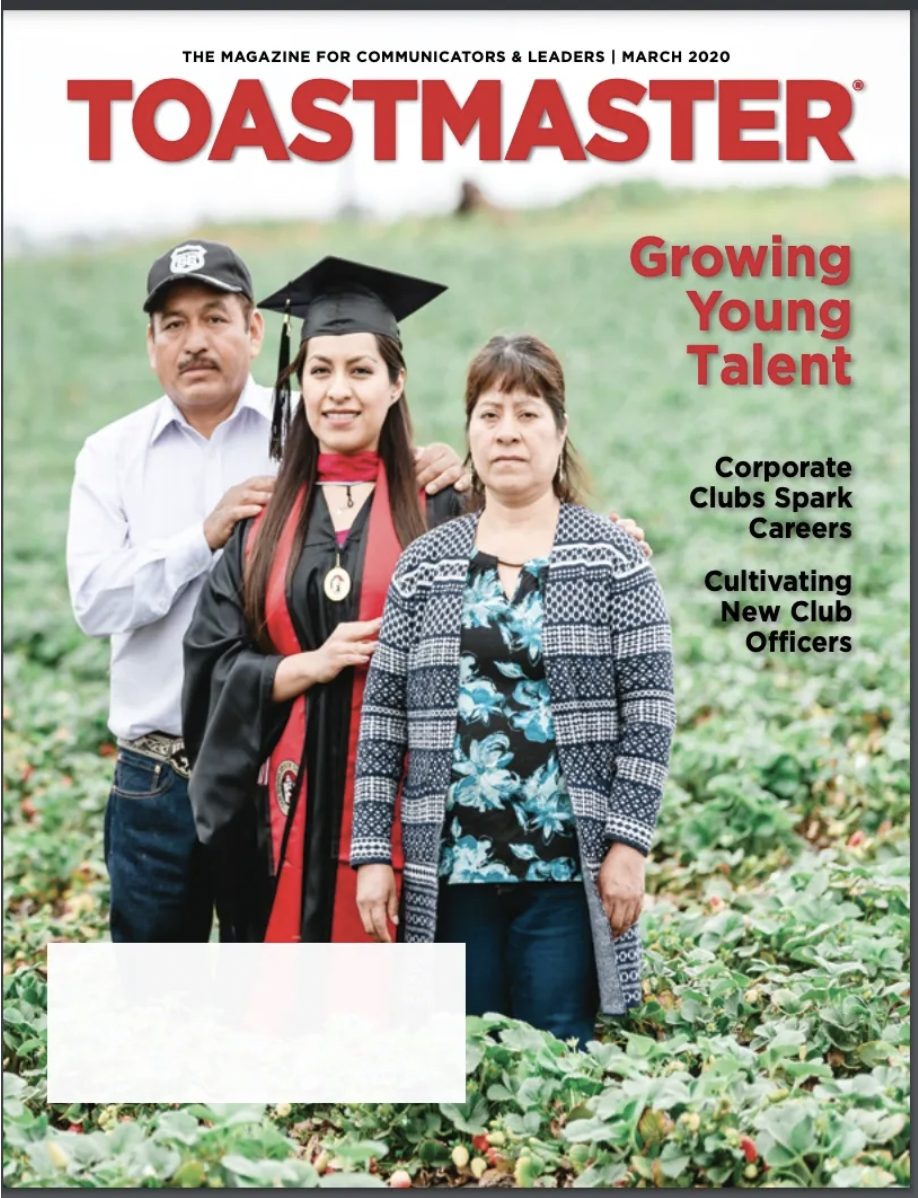 THE MAGAZINE FOR COMMUNICATORS & LEADERS | MARCH 2020
TOASTMASTER®
Growing
Young
Talent
Corporate
Clubs Spark
Careers
Cultivating
New Club
Officers